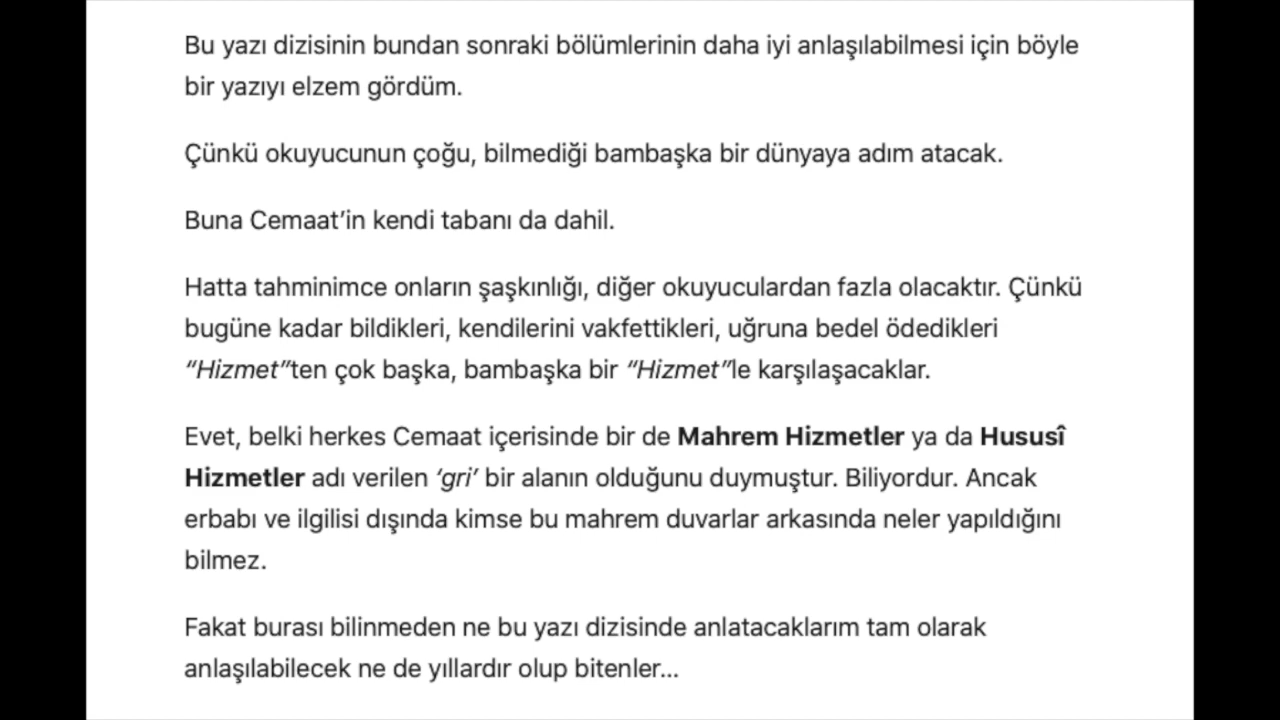 Bu yazı dizisinin bundan sonraki bölümlerinin daha iyi anlaşılabilmesi için böyle
bir yazıyı elzem gördüm.
Çünkü okuyucunun çoğu, bilmediği bambaşka bir dünyaya adım atacak.
Buna Cemaat’in kendi tabanı da dahil.
Hatta tahminimce onların şaşkınlığı, diğer okuyuculardan fazla olacaktır. Çünkü
bugüne kadar bildikleri, kendilerini vakfettikleri, uğruna bedel ödedikleri
“Hizmet”ten çok başka, bambaşka bir “Hizmet”le karşılaşacaklar.
Evet, belki herkes Cemaat içerisinde bir de Mahrem Hizmetler ya da Hususî
Hizmetler adı verilen ‘gri’ bir alanın olduğunu duymuştur. Biliyordur. Ancak
erbabı ve ilgilisi dışında kimse bu mahrem duvarlar arkasında neler yapıldığını
bilmez.
Fakat burası bilinmeden ne bu yazı dizisinde anlatacaklarım tam olarak
anlaşılabilecek ne de yıllardır olup bitenler...